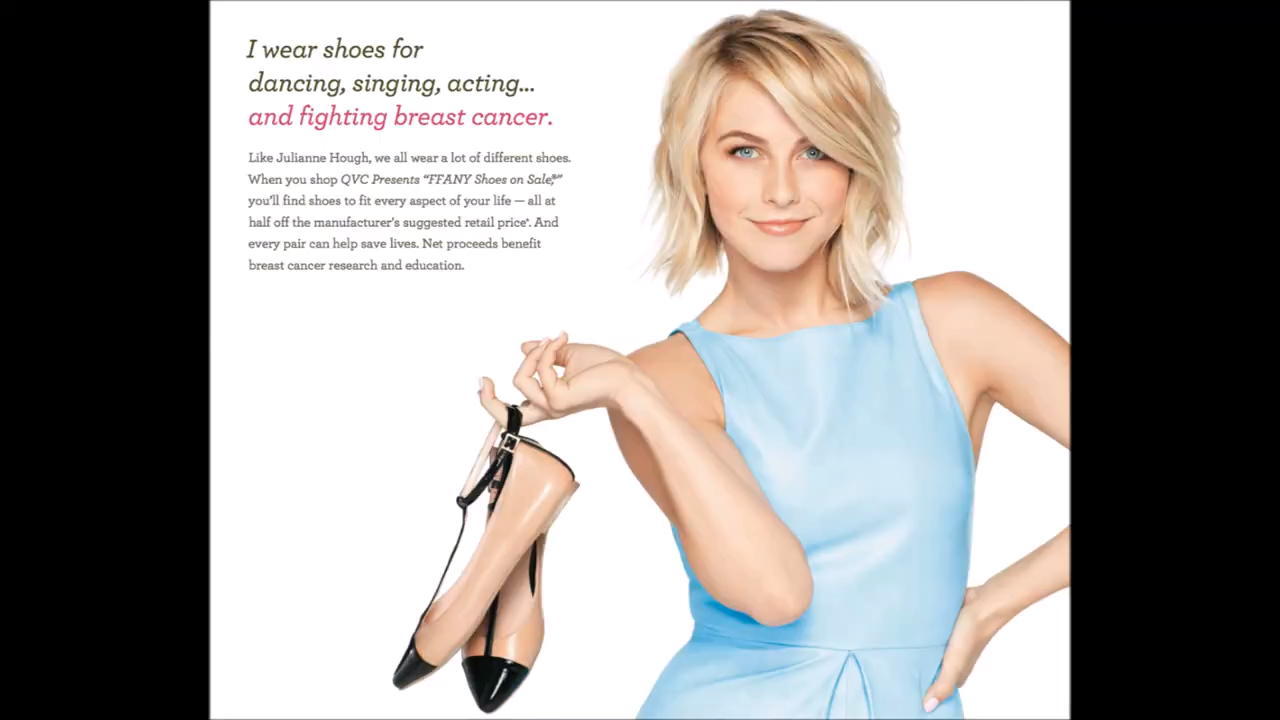 I wear shoes for
dancing, singing, acting...
and fighting breast cancer.
Like Julianne Hough, we all wear a lot of different shoes.
When you shop QVC Presents “FFANY Shoes on Sale,®”
you’ll find shoes to fit every aspect of your life — all at
half off the manufacturer’s suggested retail price*. And
every pair can help save lives. Net proceeds benefit
breast cancer research and education.